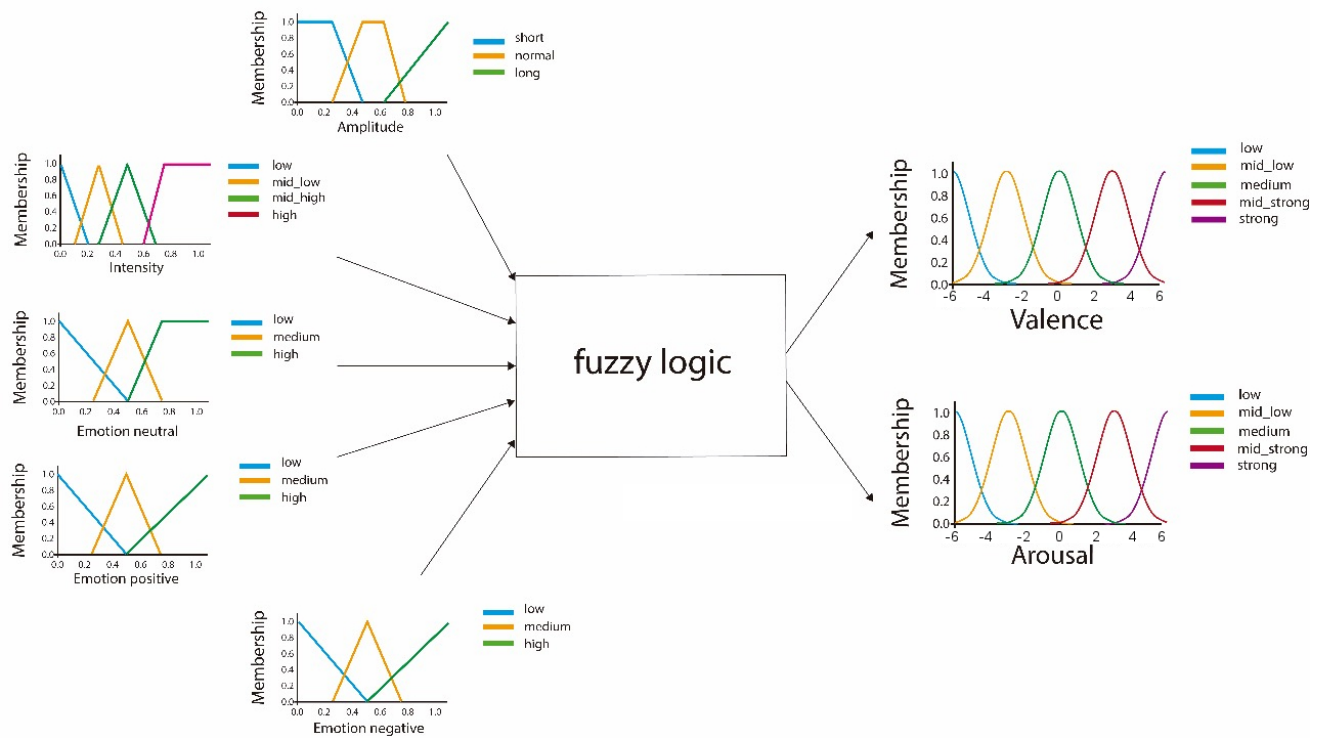 Membership
1.0
0.8
0.6
0.4
0.2
0.0
0.0 0.2 0.4 0.6 0.8 1.0
Amplitude
short
normal
long
Membership
1.0
0.8
0.6
0.4
0.2
0.0
0.0 0.2 0.4 0.6 0.8 1.0
Intensity
low
mid_low
mid_high
high
Membership
1.0
0.8
0.6
0.4
0.2
0.0
0.0 0.2 0.4 0.6 0.8 1.0
Emotion neutral
low
medium
high
Membership
1.0
0.8
0.6
0.4
0.2
0.0
0.0 0.2 0.4 0.6 0.8 1.0
Emotion positive
low
medium
high
Membership
1.0
0.8
0.6
0.4
0.2
0.0
0.0 0.2 0.4 0.6 0.8 1.0
Emotion negative
low
medium
high
fuzzy logic
Membership
1.0
0.8
0.6
0.4
0.2
0.0
-6 -4 -2 0 2 4 6
Valence
low
mid_low
medium
mid_strong
strong
Membership
1.0
0.8
0.6
0.4
0.2
0.0
-6 -4 -2 0 2 4 6
Arousal
low
mid_low
medium
mid_strong
strong